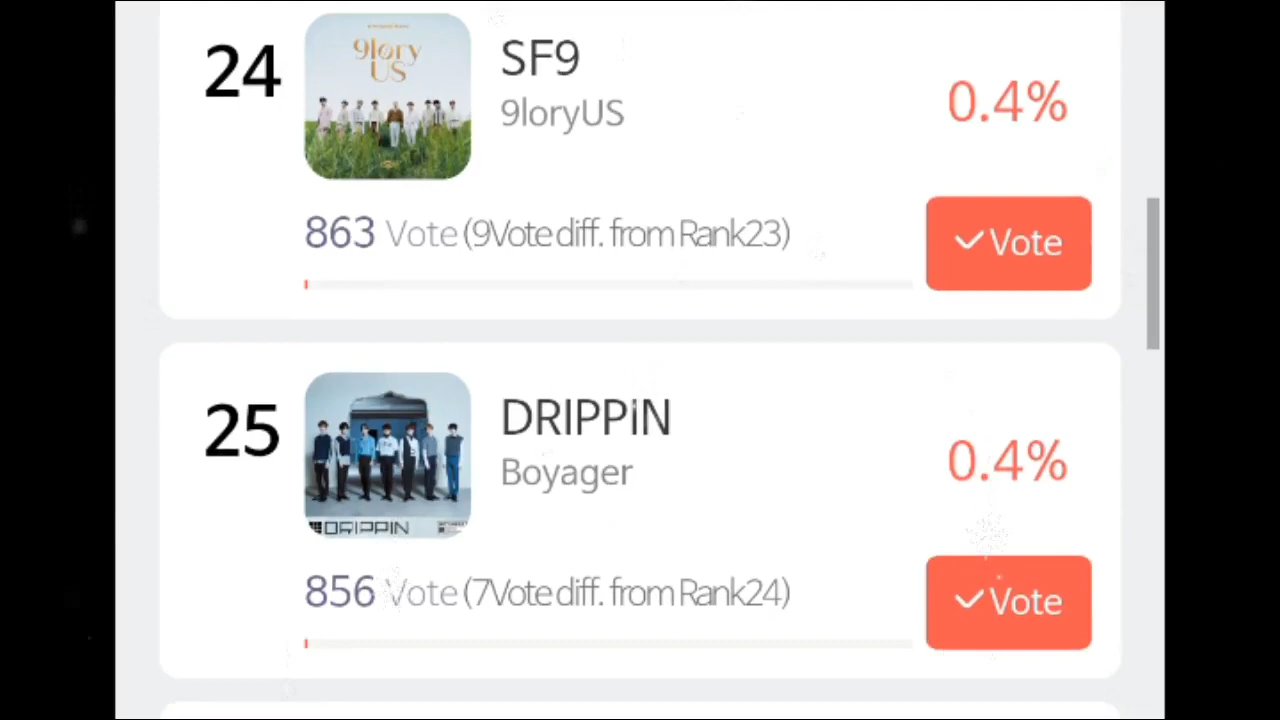 24
9lory
US
SF9
9loryUS
0.4%
863 Vote (9Vote diff. from Rank23)
Vote
25
DRIPPIN
DRIPPIN
Boyager
0.4%
856 Vote (7Vote diff. from Rank24)
Vote